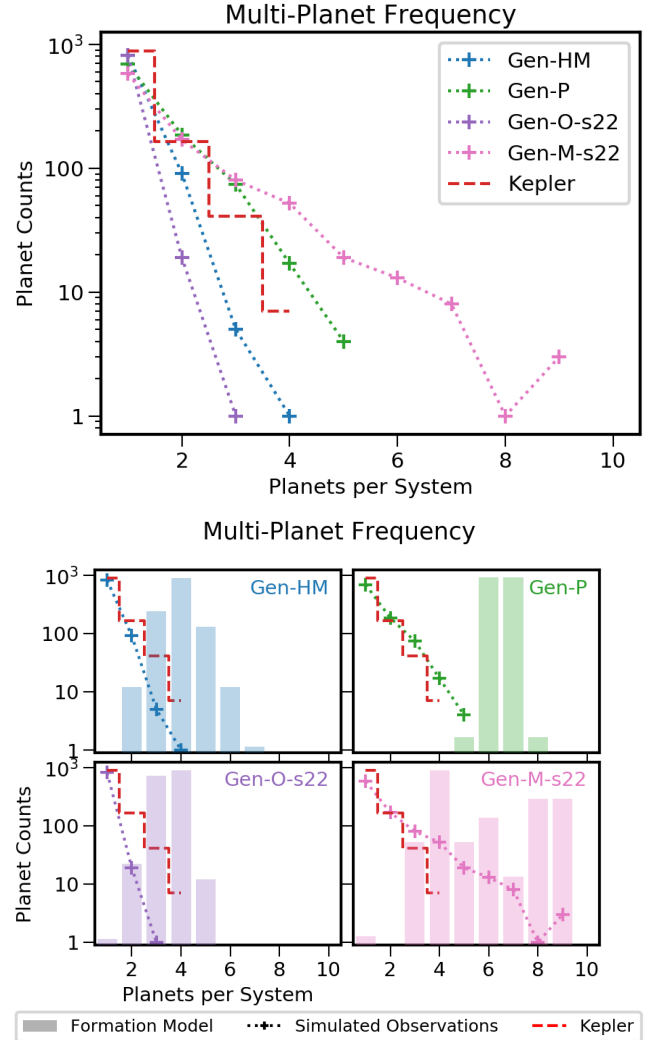 Multi-Planet Frequency
10³
100
10
1
Planet Counts
2 4 6 8 10
Planets per System
Gen-HM
Gen-P
Gen-O-s22
Gen-M-s22
Kepler
Multi-Planet Frequency
10³
100
10
1
Gen-HM
Gen-P
10³
100
10
1
Gen-O-s22
Gen-M-s22
Planet Counts
2 4 6 8 10
2 4 6 8 10
Planets per System
Formation Model Simulated Observations Kepler